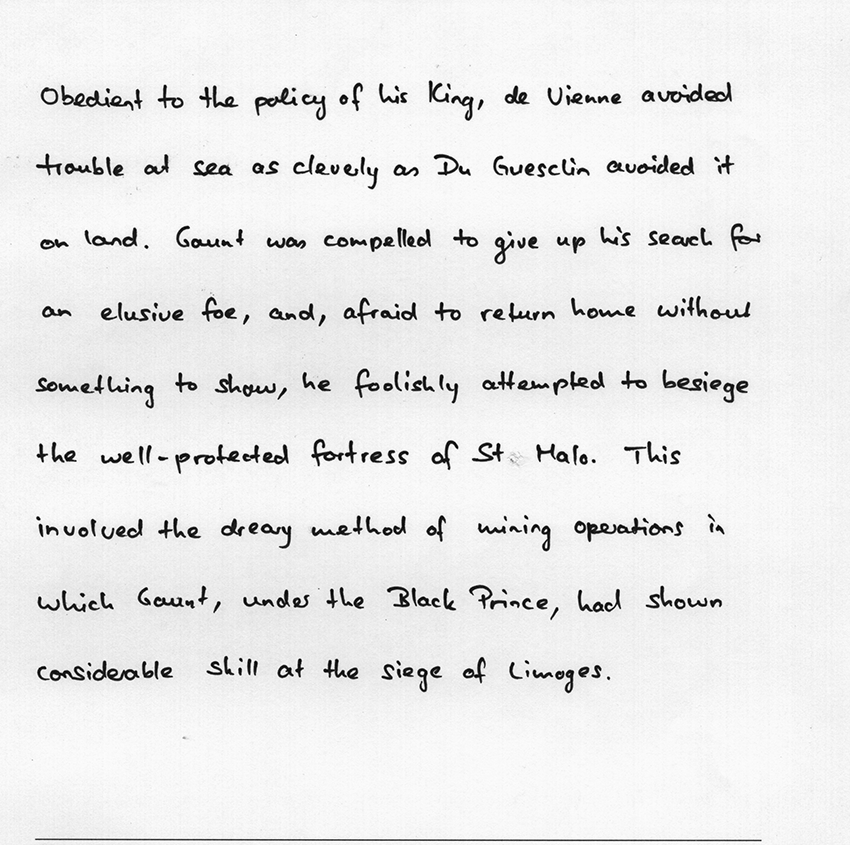 Obedient to the policy of his King, de Vienne avoided
trouble at sea as cleverly as Du Guesclin avoided it
on land. Gaunt was compelled to give up his search for
an elusive foe, and, afraid to return home without
something to show, he foolishly attempted to besiege
the well-protected fortress of St. Malo. This
involved the dreary method of mining operations in
which Gaunt, under the Black Prince, had shown
considerable skill at the siege of Limoges.